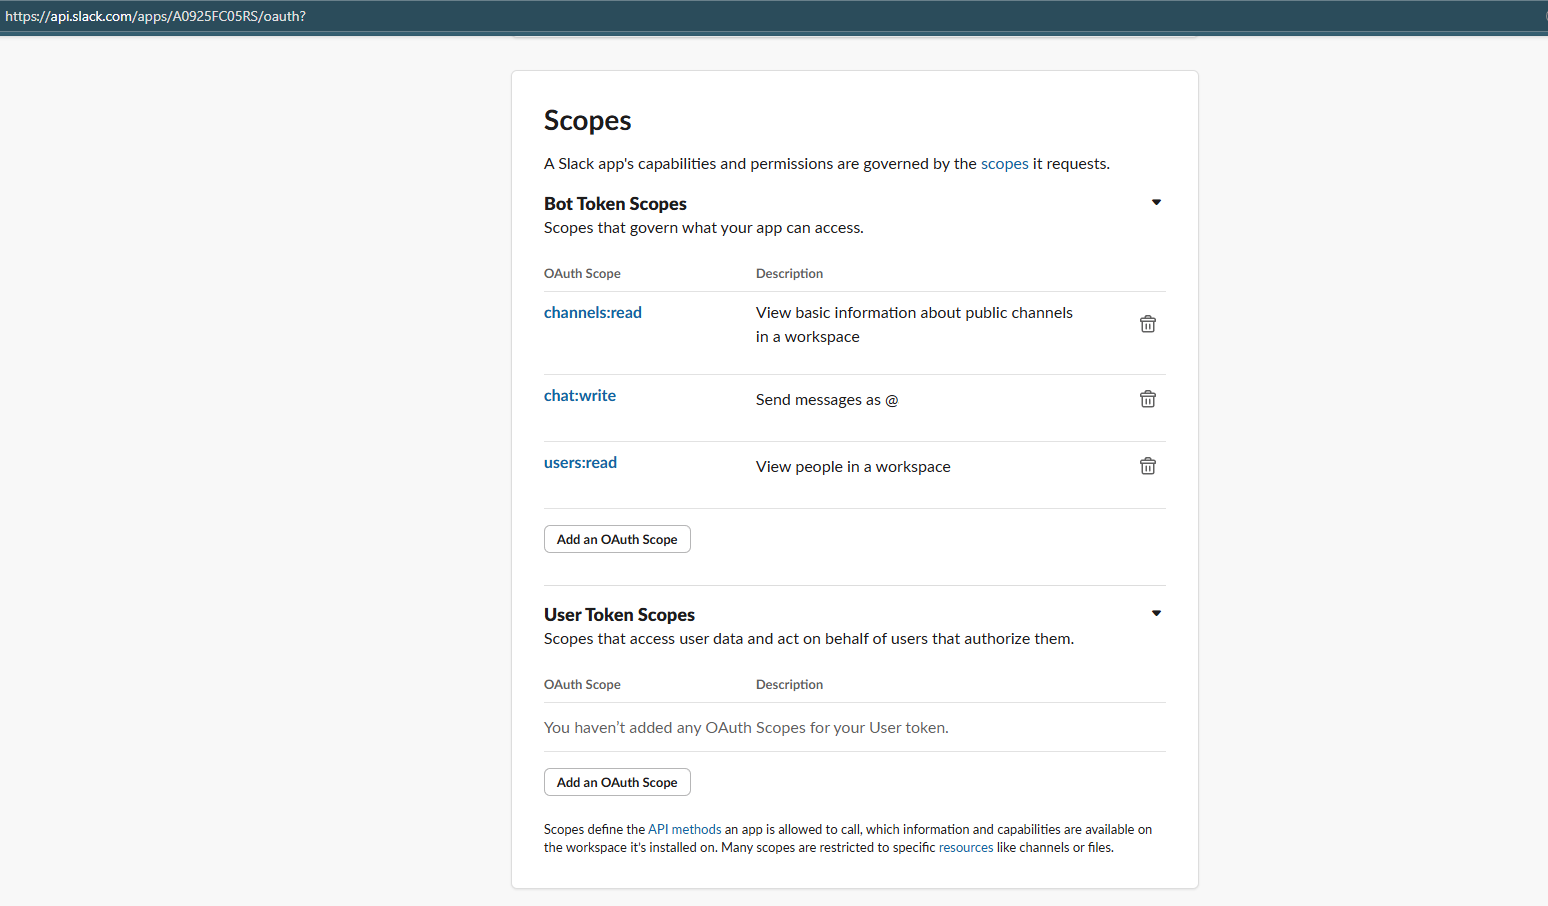 https://api.slack.com/apps/A0925FC05RS/oauth?
Scopes
A Slack app's capabilities and permissions are governed by the scopes it requests.
Bot Token Scopes
Scopes that govern what your app can access.
OAuth Scope Description
channels:read View basic information about public channels
in a workspace
chat:write Send messages as @
users:read View people in a workspace
Add an OAuth Scope
User Token Scopes
Scopes that access user data and act on behalf of users that authorize them.
OAuth Scope Description
You haven’t added any OAuth Scopes for your User token.
Add an OAuth Scope
Scopes define the API methods an app is allowed to call, which information and capabilities are available on
the workspace it's installed on. Many scopes are restricted to specific resources like channels or files.